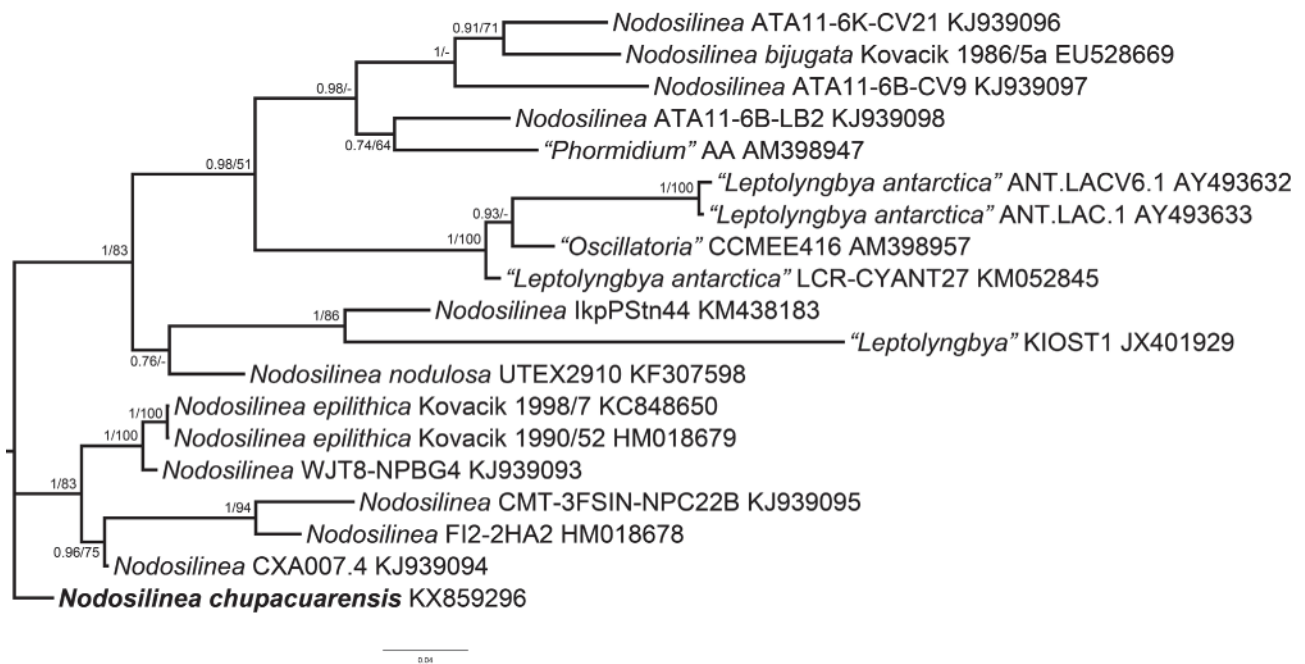 0.91/71
Nodosilinea ATA11-6K-CV21 KJ939096
1/-
Nodosilinea bijugata Kovacik 1986/5a EU528669
0.98/-
Nodosilinea ATA11-6B-CV9 KJ939097
Nodosilinea ATA11-6B-LB2 KJ939098
0.74/64
“Phormidium” AA AM398947
0.98/51
1/100
“Leptolyngbya antarctica” ANT.LACV6.1 AY493632
0.93/-
“Leptolyngbya antarctica” ANT.LAC.1 AY493633
1/100
“Oscillatoria” CCMEE416 AM398957
1/83
“Leptolyngbya antarctica” LCR-CYANT27 KM052845
Nodosilinea IkpPStn44 KM438183
1/86
“Leptolyngbya” KIOST1 JX401929
0.76/-
Nodosilinea nodulosa UTEX2910 KF307598
1/100
Nodosilinea epilithica Kovacik 1998/7 KC848650
1/100
Nodosilinea epilithica Kovacik 1990/52 HM018679
Nodosilinea WJT8-NPBG4 KJ939093
1/83
Nodosilinea CMT-3FSIN-NPC22B KJ939095
1/94
Nodosilinea FI2-2HA2 HM018678
0.96/75
Nodosilinea CXA007.4 KJ939094
Nodosilinea chupacuarensis KX859296
0.04